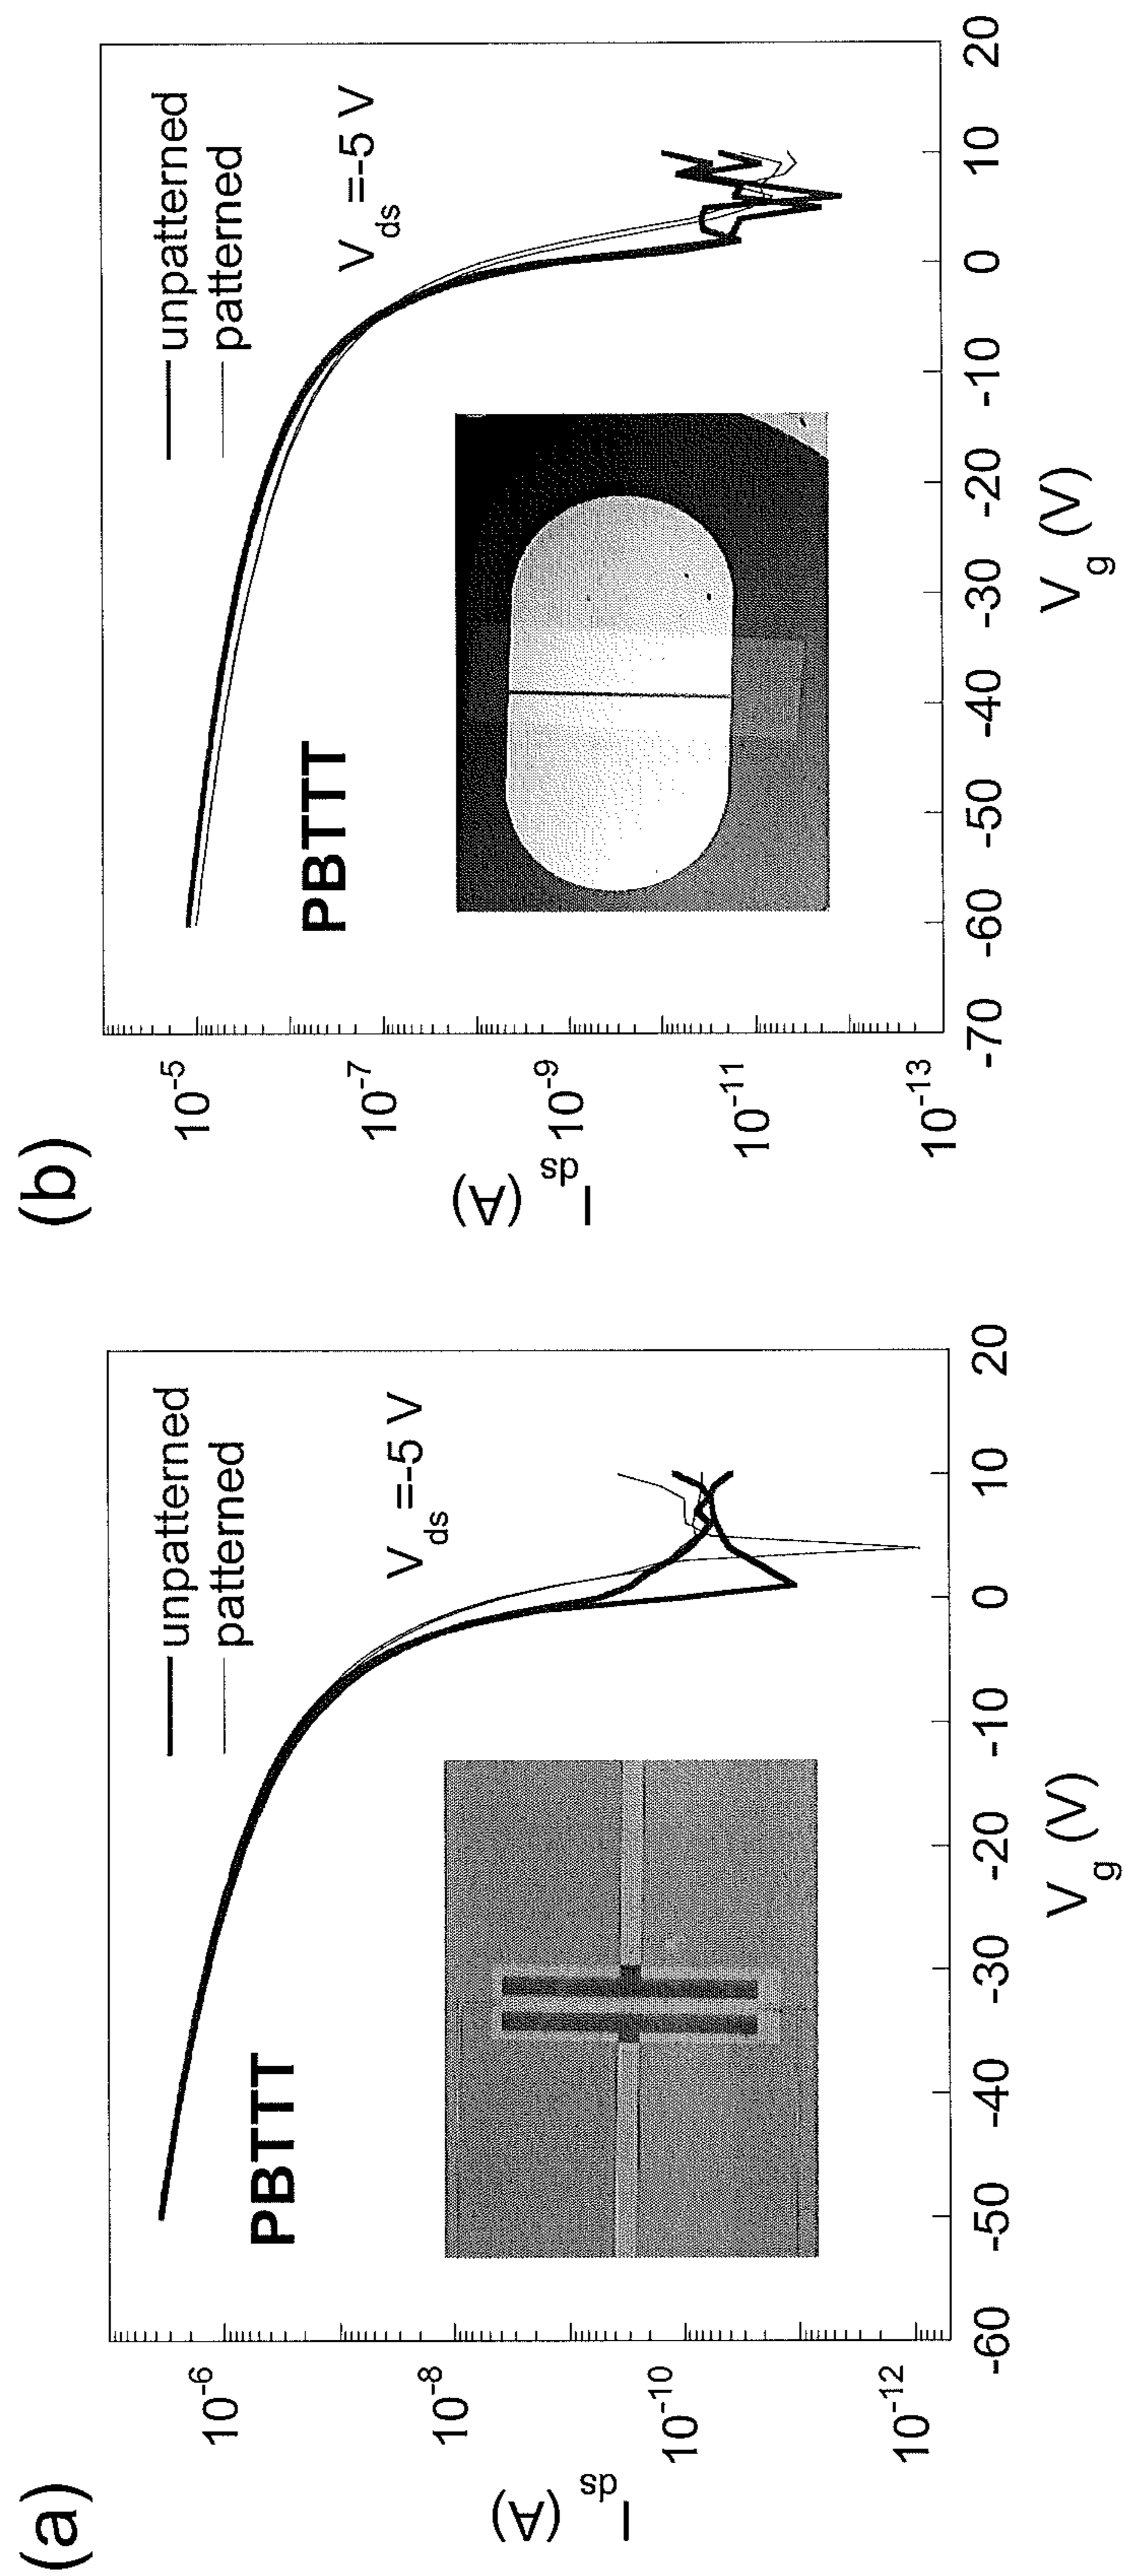 (a)
I_ds (A)
10^-6
10^-8
10^-10
10^-12
unpatterned
patterned
V_ds =-5 V
PBTTT
-60 -50 -40 -30 -20 -10 0 10 20
V_g (V)
(b)
I_ds (A)
10^-5
10^-7
10^-9
10^-11
10^-13
unpatterned
patterned
V_ds =-5 V
PBTTT
-70 -60 -50 -40 -30 -20 -10 0 10 20
V_g (V)